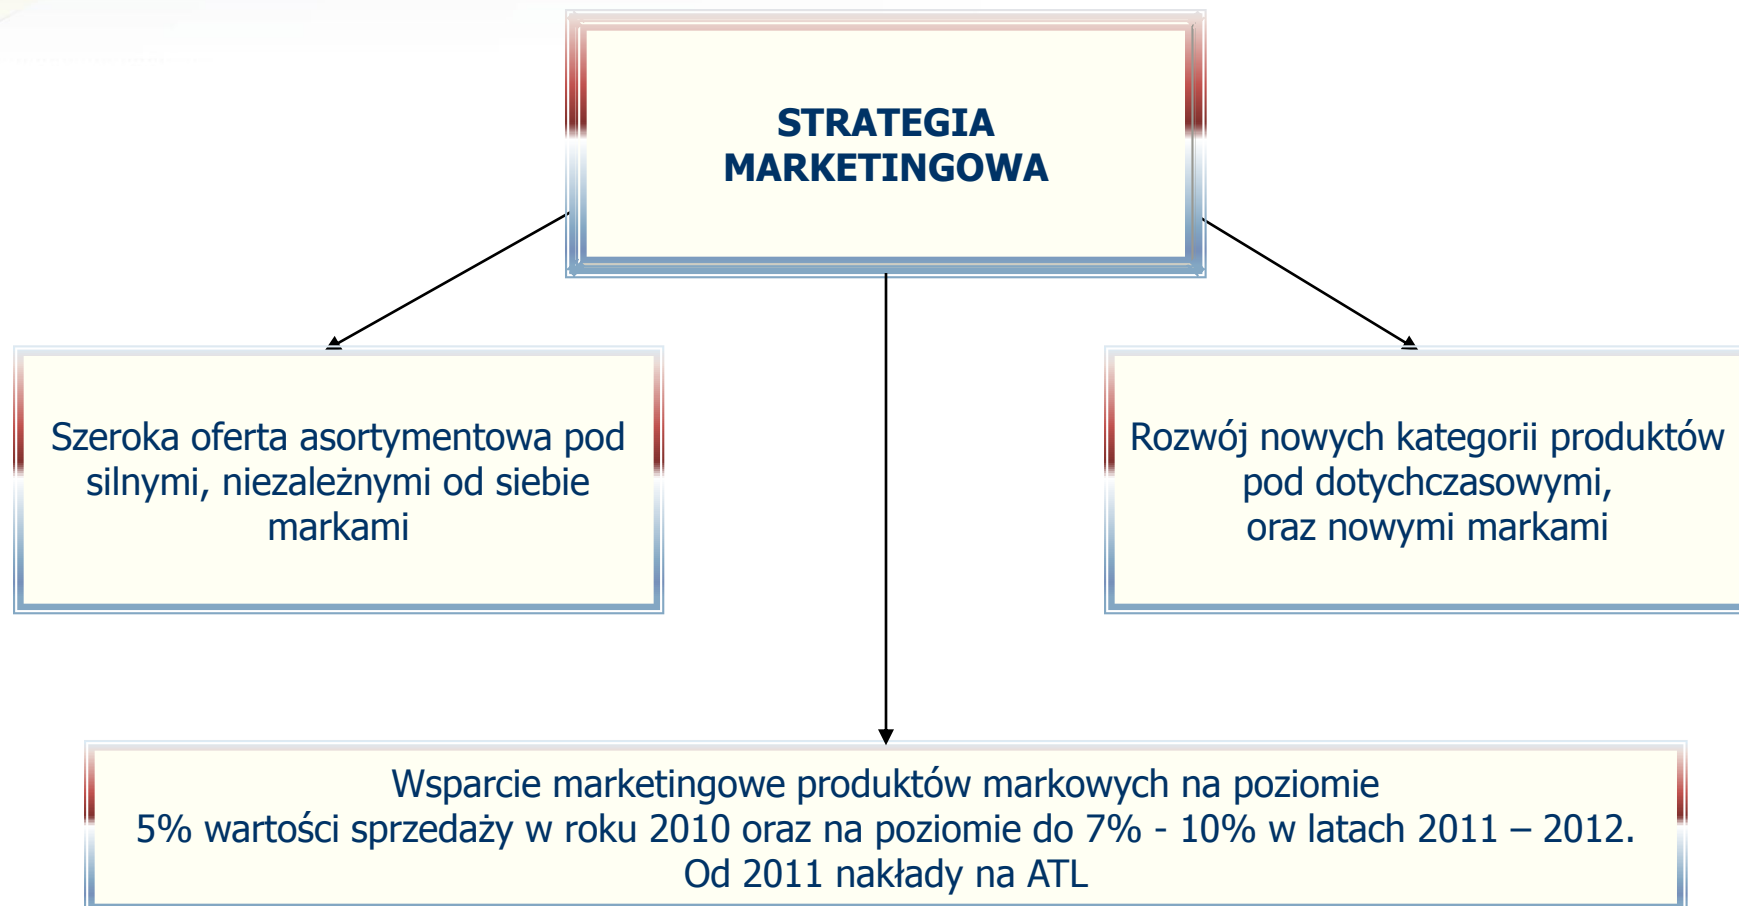 STRATEGIA
MARKETINGOWA
Szeroka oferta asortymentowa pod
silnymi, niezależnymi od siebie
markami
Rozwój nowych kategorii produktów
pod dotychczasowymi,
oraz nowymi markami
Wsparcie marketingowe produktów markowych na poziomie
5% wartości sprzedaży w roku 2010 oraz na poziomie do 7% - 10% w latach 2011 – 2012.
Od 2011 nakłady na ATL